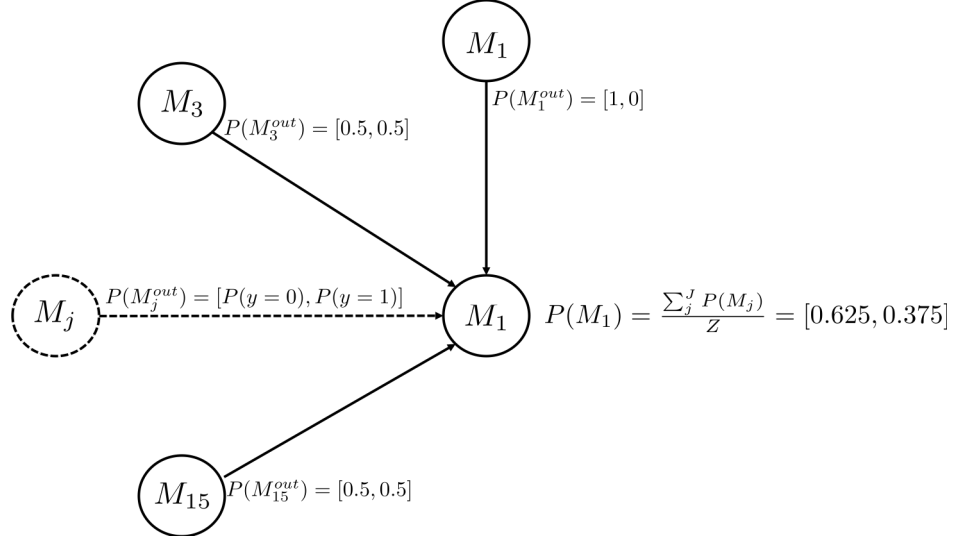 M_1
P(M_1^{out}) = [1, 0]
M_3
P(M_3^{out}) = [0.5, 0.5]
M_j
P(M_j^{out}) = [P(y = 0), P(y = 1)]
M_1
P(M_1) = \frac{\sum_j^J P(M_j)}{Z} = [0.625, 0.375]
M_{15}
P(M_{15}^{out}) = [0.5, 0.5]